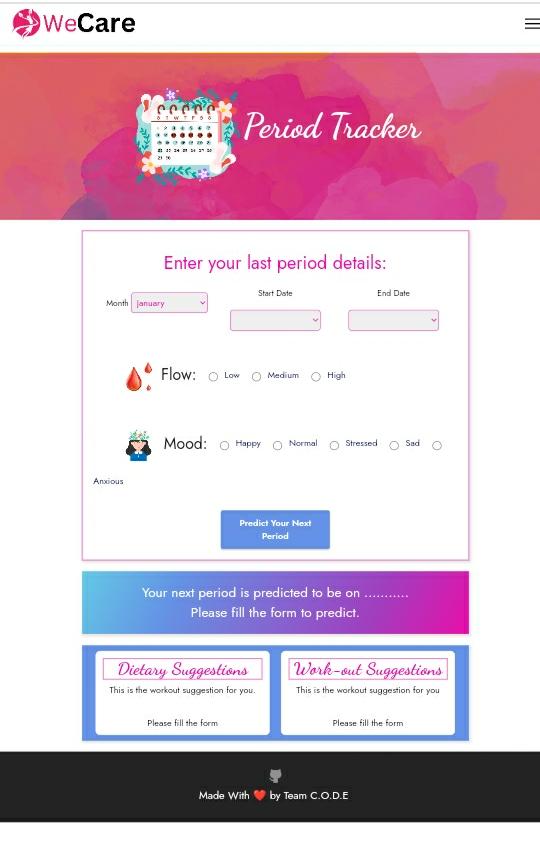 WeCare
Period Tracker
Enter your last period details:
Month January
Start Date
End Date
Flow: Low Medium High
Mood: Happy Normal Stressed Sad
Anxious
Predict Your Next
Period
Your next period is predicted to be on ...........
Please fill the form to predict.
Dietary Suggestions
This is the workout suggestion for you.
Please fill the form
Work-out Suggestions
This is the workout suggestion for you
Please fill the form
Made With ❤️ by Team C.O.D.E